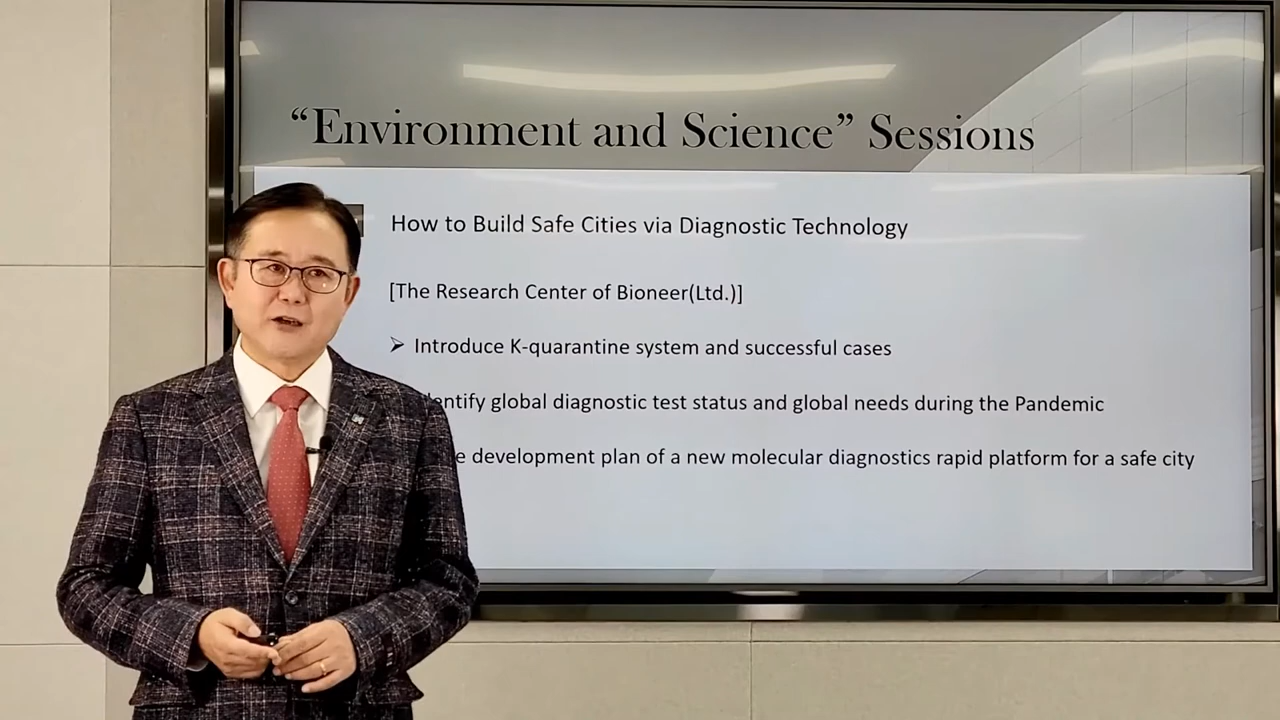 “Environment and Science” Sessions
How to Build Safe Cities via Diagnostic Technology
[The Research Center of Bioneer(Ltd.)]
➢ Introduce K-quarantine system and successful cases
global diagnostic test status and global needs during the Pandemic
development plan of a new molecular diagnostics rapid platform for a safe city